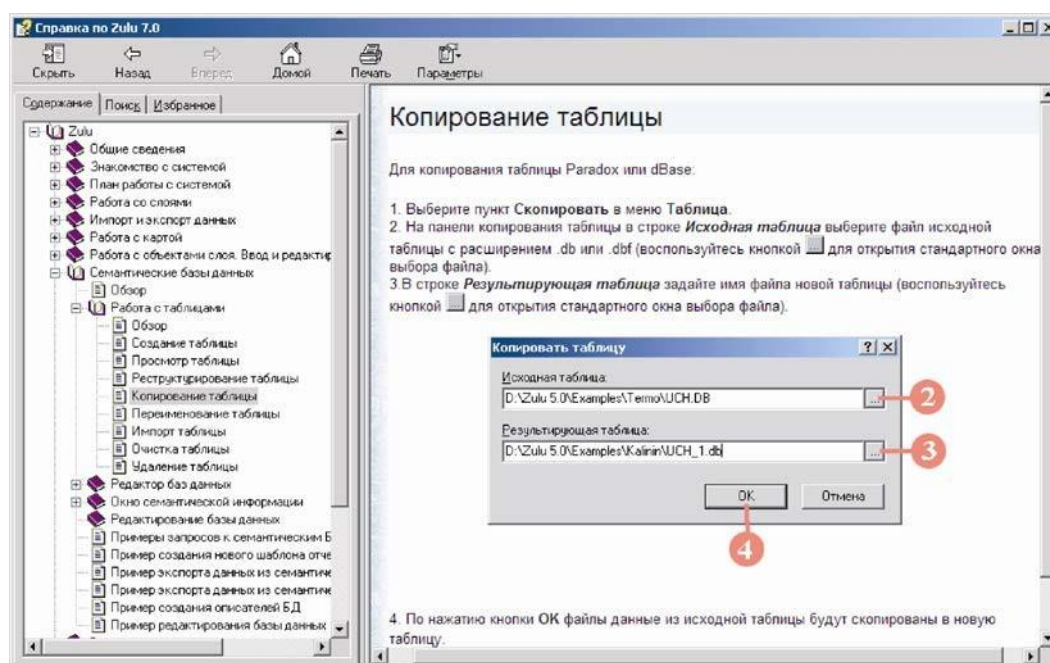 Справка по Zulu 7.0
Скрыть Назад Вперед Домой Печать Параметры
Содержание Поиск Избранное
Zulu
Общие сведения
Знакомство с системой
План работы с системой
Работа со слоями
Импорт и экспорт данных
Работа с картой
Работа с объектами слоя. Ввод и редактир
Семантические базы данных
Обзор
Работа с таблицами
Обзор
Создание таблицы
Просмотр таблицы
Реструктурирование таблицы
Копирование таблицы
Переименование таблицы
Импорт таблицы
Очистка таблицы
Удаление таблицы
Редактор баз данных
Окно семантической информации
Редактирование базы данных
Примеры запросов к семантическим Б
Пример создания нового шаблона отче
Пример экспорта данных из семантиче
Пример экспорта данных из семантиче
Пример создания описателей БД
Пример редактирования базы данных
Копирование таблицы
Для копирования таблицы Paradox или dBase:
1. Выберите пункт Скопировать в меню Таблица.
2. На панели копирования таблицы в строке Исходная таблица выберите файл исходной
таблицы с расширением .db или .dbf (воспользуйтесь кнопкой ... для открытия стандартного окна
выбора файла).
3.В строке Результирующая таблица задайте имя файла новой таблицы (воспользуйтесь
кнопкой ... для открытия стандартного окна выбора файла).
Копировать таблицу
Исходная таблица:
D:\Zulu 5.0\Examples\Termo\UCH.DB ... 2
Результирующая таблица:
D:\Zulu 5.0\Examples\Kalinin\UCH_1.db ... 3
OK Отмена
4
4. По нажатию кнопки OK файлы данные из исходной таблицы будут скопированы в новую
таблицу.